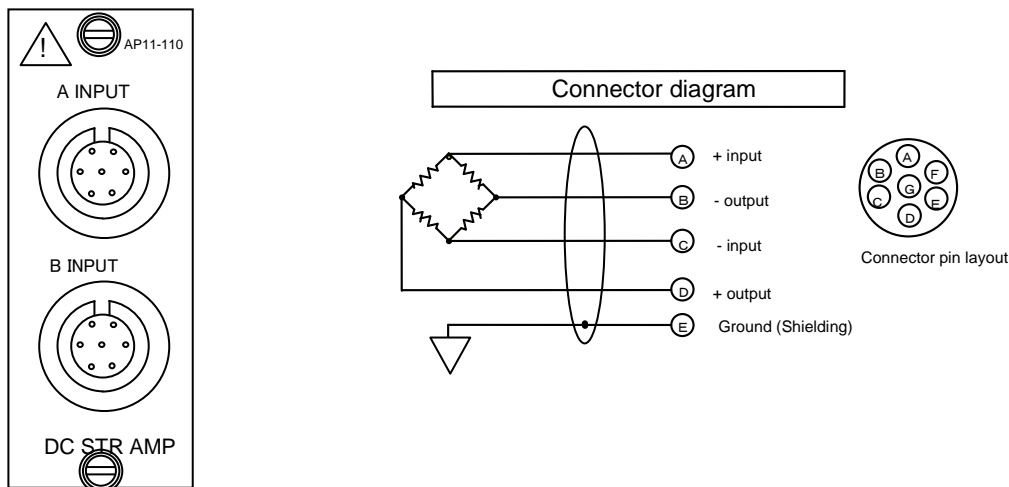 !
AP11-110
A INPUT
B INPUT
DC STR AMP
Connector diagram
A + input
B - output
C - input
D + output
E Ground (Shielding)
A
B F
G
C E
D
Connector pin layout